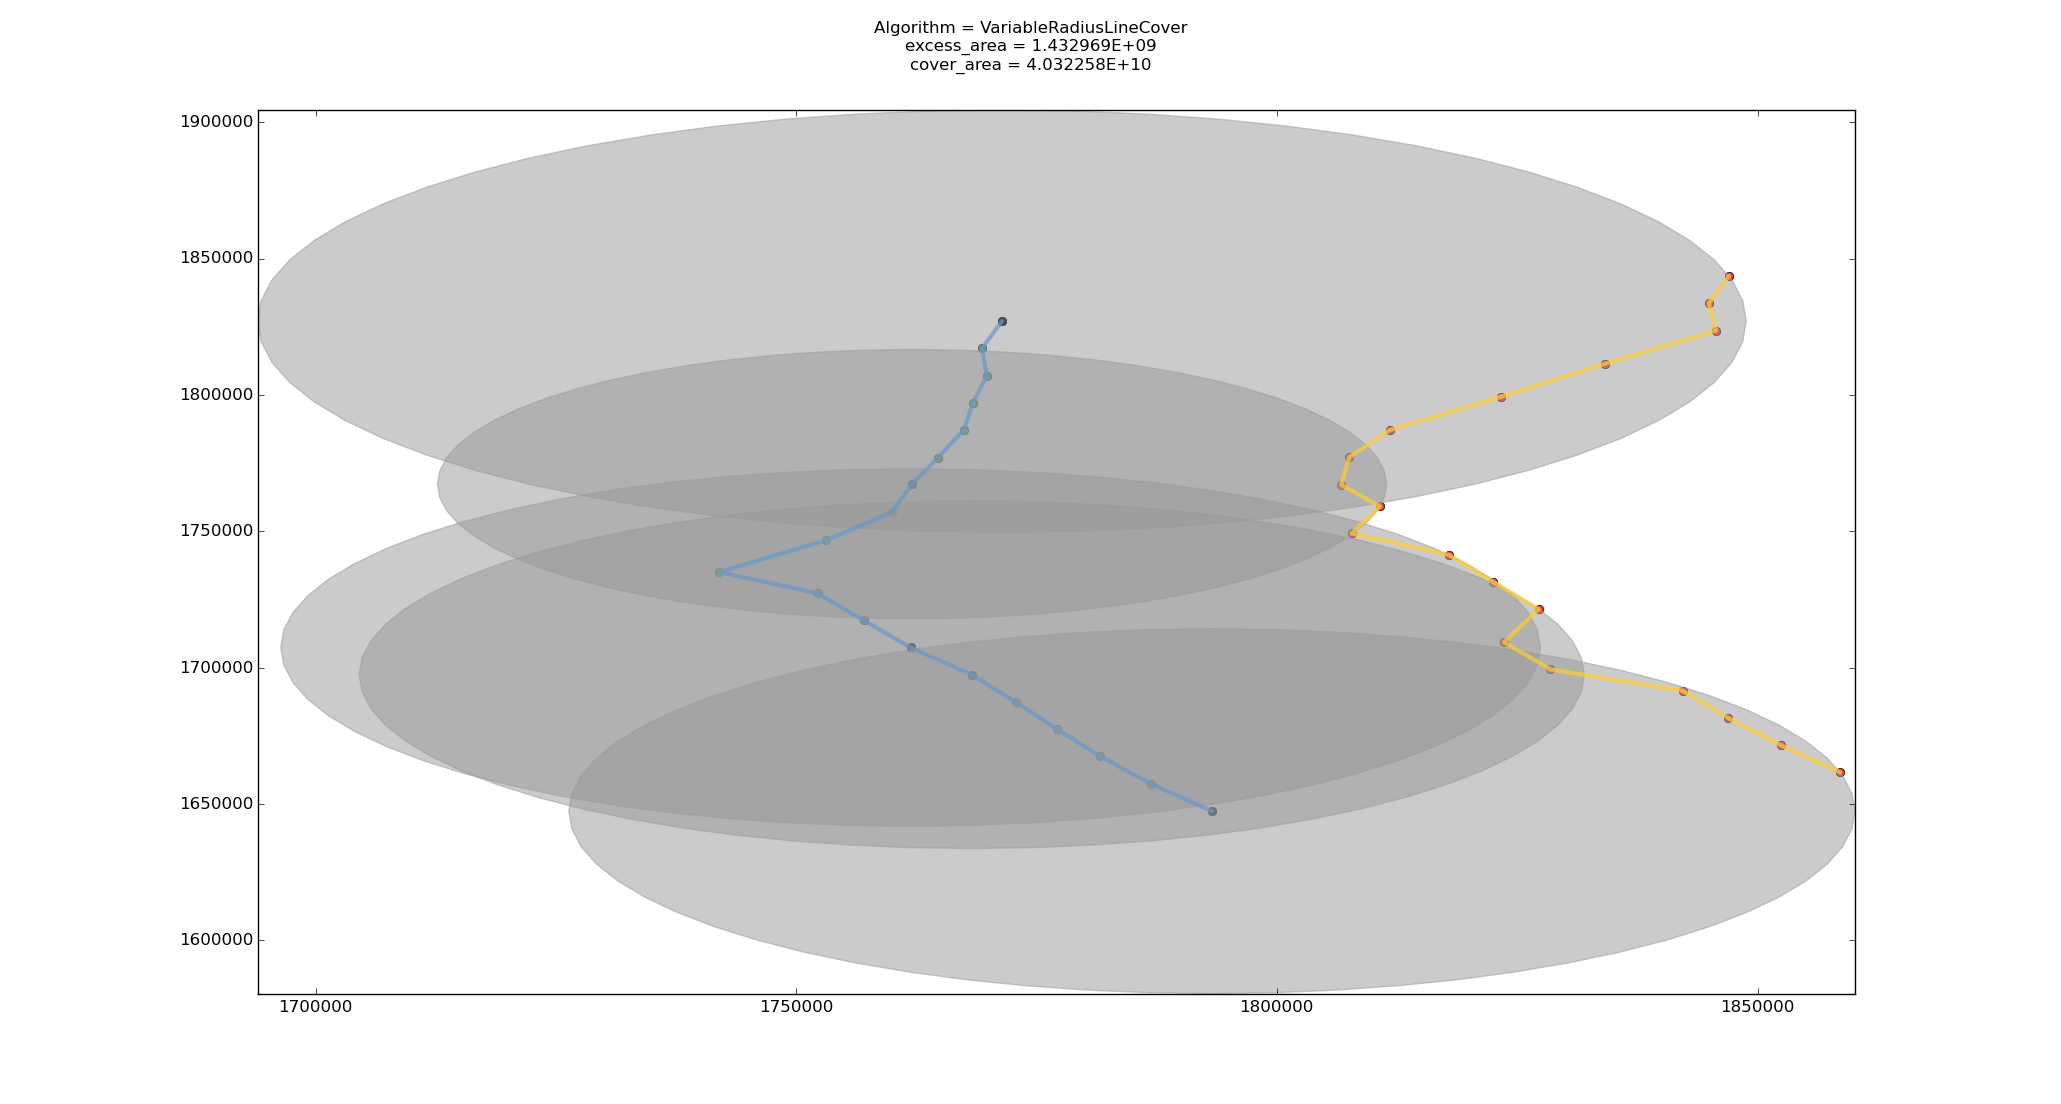 Algorithm = VariableRadiusLineCover
excess_area = 1.432969E+09
cover_area = 4.032258E+10
1900000
1850000
1800000
1750000
1700000
1650000
1600000
1700000 1750000 1800000 1850000